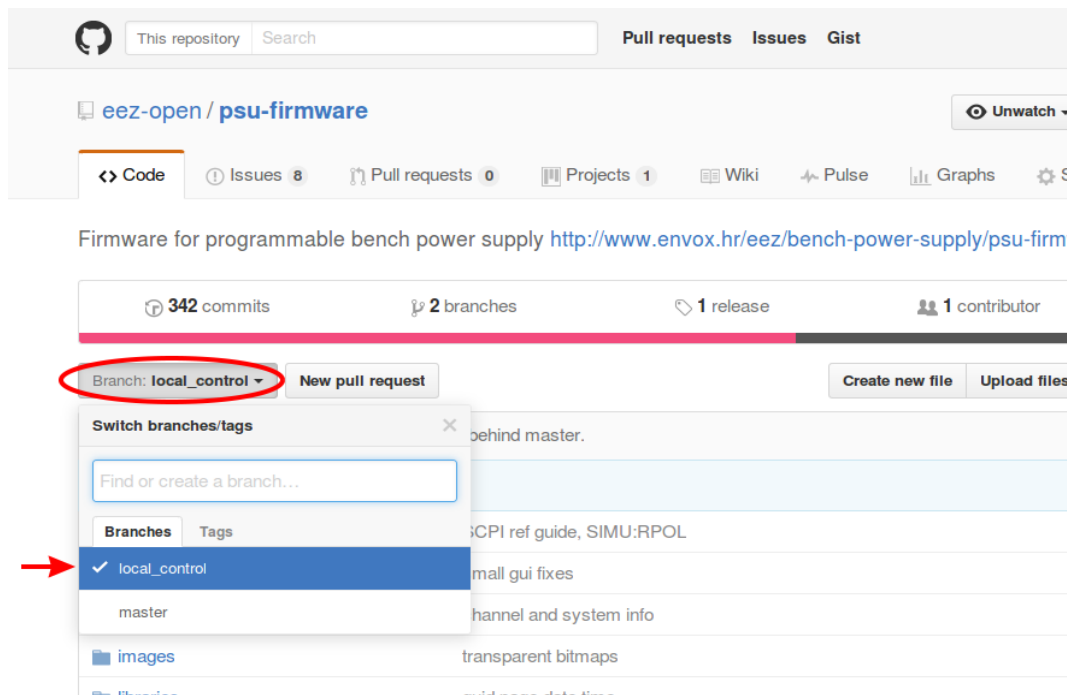 This repository Search Pull requests Issues Gist
eez-open / psu-firmware Unwatch
Code Issues 8 Pull requests 0 Projects 1 Wiki Pulse Graphs
Firmware for programmable bench power supply http://www.envox.hr/eez/bench-power-supply/psu-firm
342 commits 2 branches 1 release 1 contributor
Branch: local_control New pull request Create new file Upload files
Switch branches/tags
behind master.
Find or create a branch…
Branches Tags
SCPI ref guide, SIMU:RPOL
local_control
mall gui fixes
master
hannel and system info
images transparent bitmaps